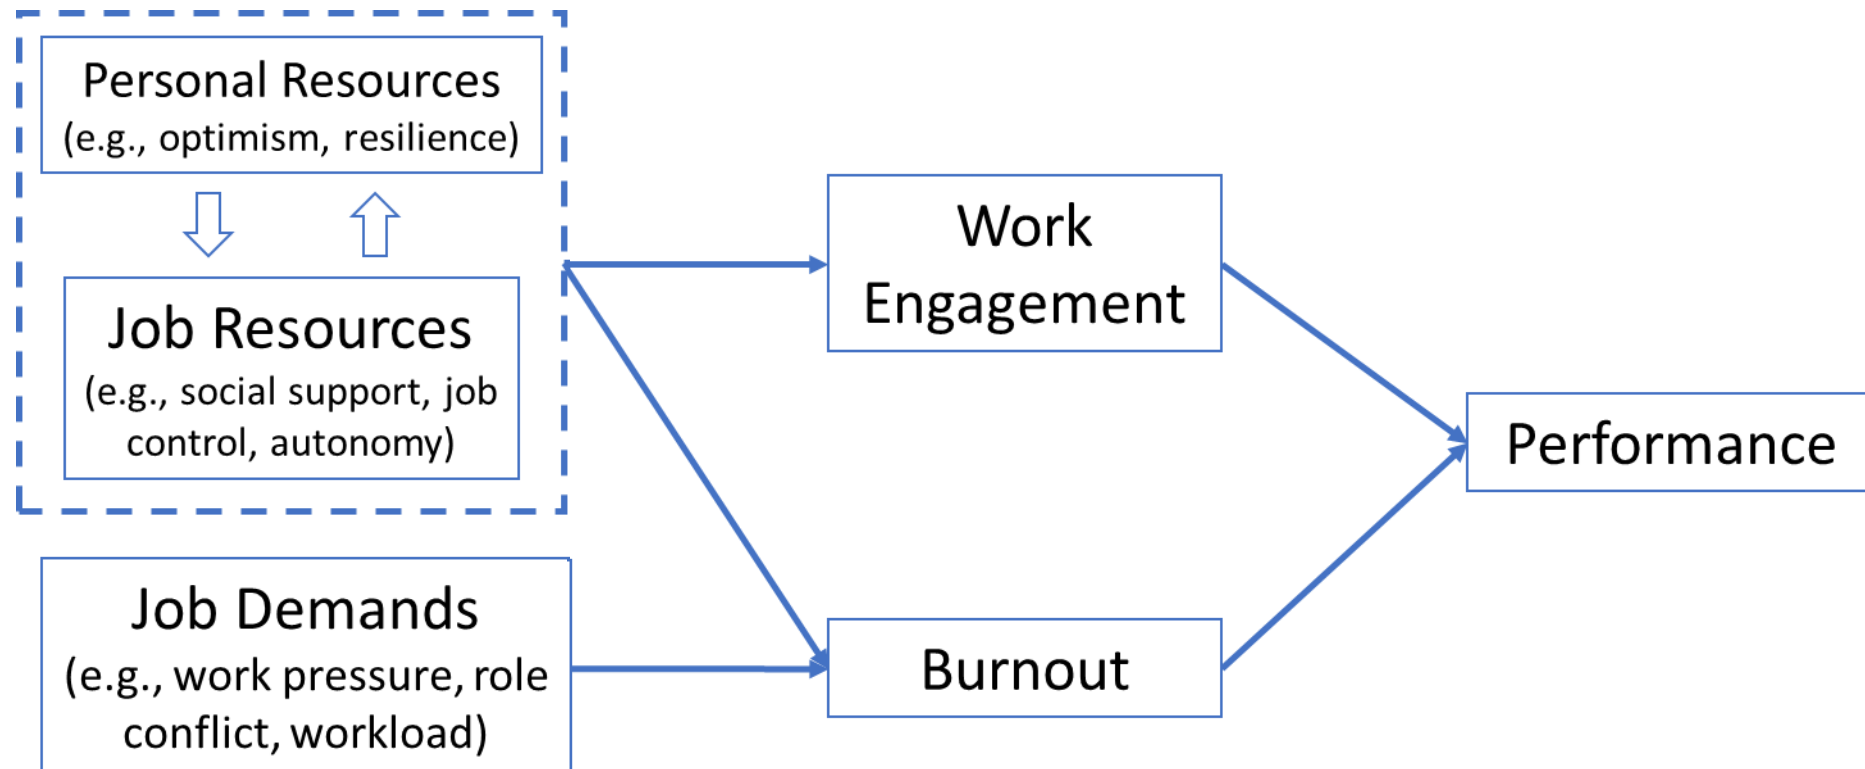 Personal Resources
(e.g., optimism, resilience)
Job Resources
(e.g., social support, job
control, autonomy)
Job Demands
(e.g., work pressure, role
conflict, workload)
Work
Engagement
Burnout
Performance